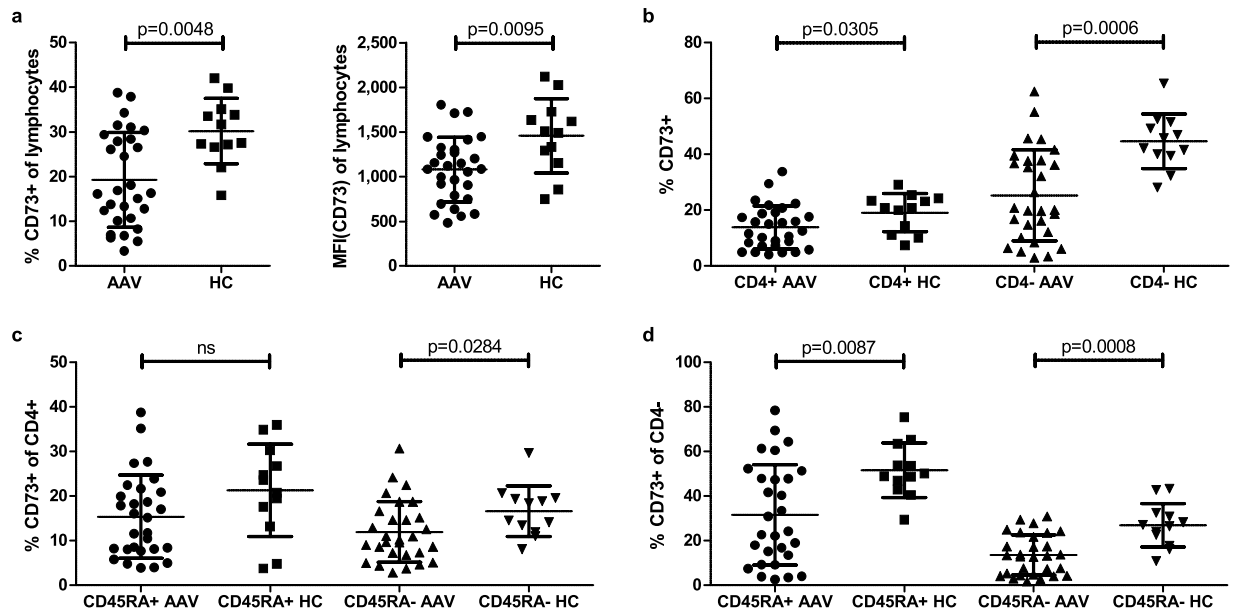 a
p=0.0048
% CD73+ of lymphocytes
50
40
30
20
10
0
AAV
HC
p=0.0095
MFI(CD73) of lymphocytes
2,500
2,000
1,500
1,000
500
0
AAV
HC
b
p=0.0305
p=0.0006
% CD73+
80
60
40
20
0
CD4+ AAV
CD4+ HC
CD4- AAV
CD4- HC
c
ns
p=0.0284
% CD73+ of CD4+
50
40
30
20
10
0
CD45RA+ AAV
CD45RA+ HC
CD45RA- AAV
CD45RA- HC
d
p=0.0087
p=0.0008
% CD73+ of CD4-
100
80
60
40
20
0
CD45RA+ AAV
CD45RA+ HC
CD45RA- AAV
CD45RA- HC